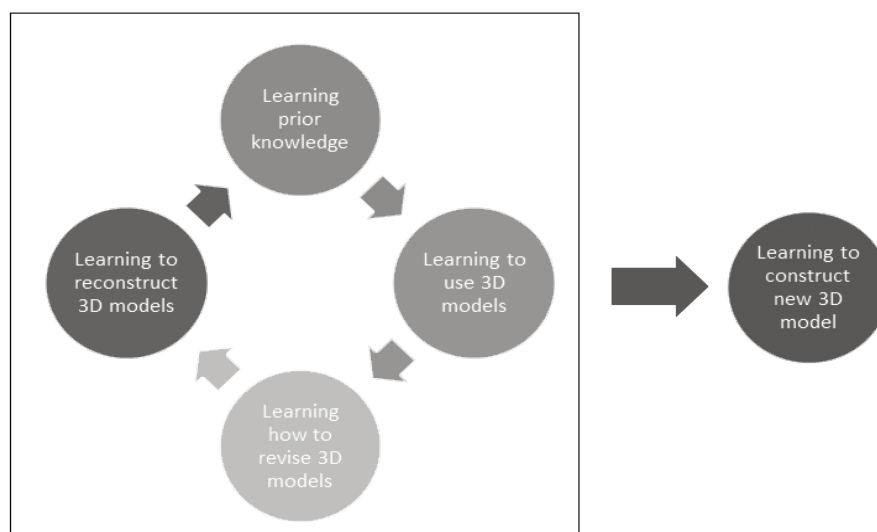 Learning
prior
knowledge
Learning to
use 3D
models
Learning
how to
revise 3D
models
Learning to
reconstruct
3D models
Learning to
construct
new 3D
model